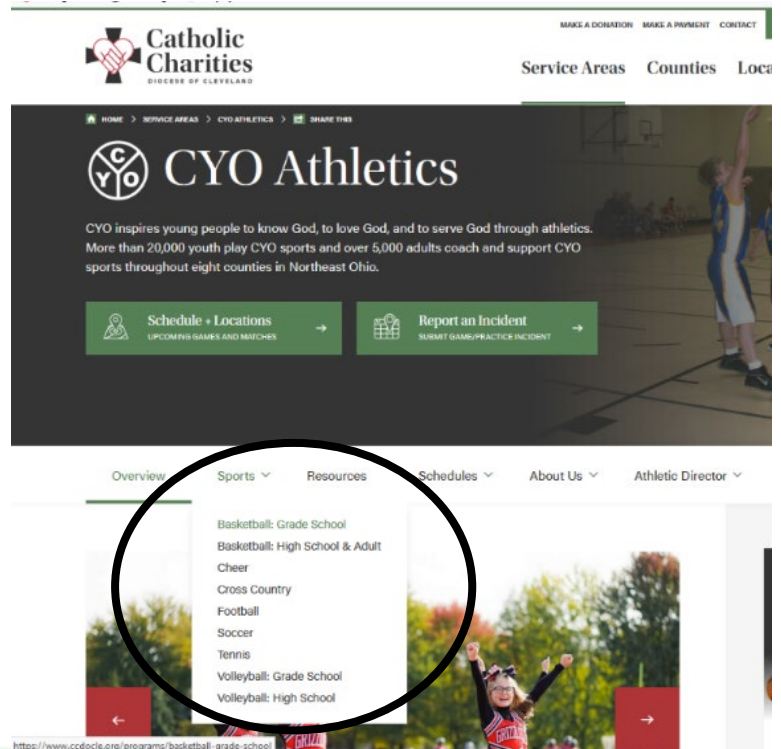 MAKE A DONATION MAKE A PAYMENT CONTACT
Catholic
Charities
DIOCESE OF CLEVELAND
Service Areas Counties Loca
HOME > SERVICE AREAS > CYO ATHLETICS > SHARE THIS
CYO
CYO Athletics
CYO inspires young people to know God, to love God, and to serve God through athletics.
More than 20,000 youth play CYO sports and over 5,000 adults coach and support CYO
sports throughout eight counties in Northeast Ohio.
Schedule + Locations →
UPCOMING GAMES AND MATCHES
Report an Incident →
SUBMIT GAME/PRACTICE INCIDENT
Overview Sports Resources Schedules About Us Athletic Director
Basketball: Grade School
Basketball: High School & Adult
Cheer
Cross Country
Football
Soccer
Tennis
Volleyball: Grade School
Volleyball: High School
← →
https://www.ccdocle.org/programs/basketball-grade-school